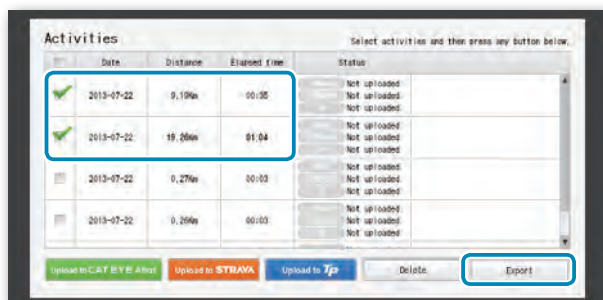 Activities
Select activities and then press any button below.
Date Distance Elapsed time Status
2013-07-22 9.19Km 00:35 Not uploaded
Not uploaded
Not uploaded
2013-07-22 19.26Km 01:04 Not uploaded
Not uploaded
Not uploaded
2013-07-22 0.27Km 00:03 Not uploaded
Not uploaded
Not uploaded
2013-07-22 0.26Km 00:03 Not uploaded
Not uploaded
Not uploaded
Upload to CAT EYE Atlas Upload to STRAVA Upload to Tp Delete Export